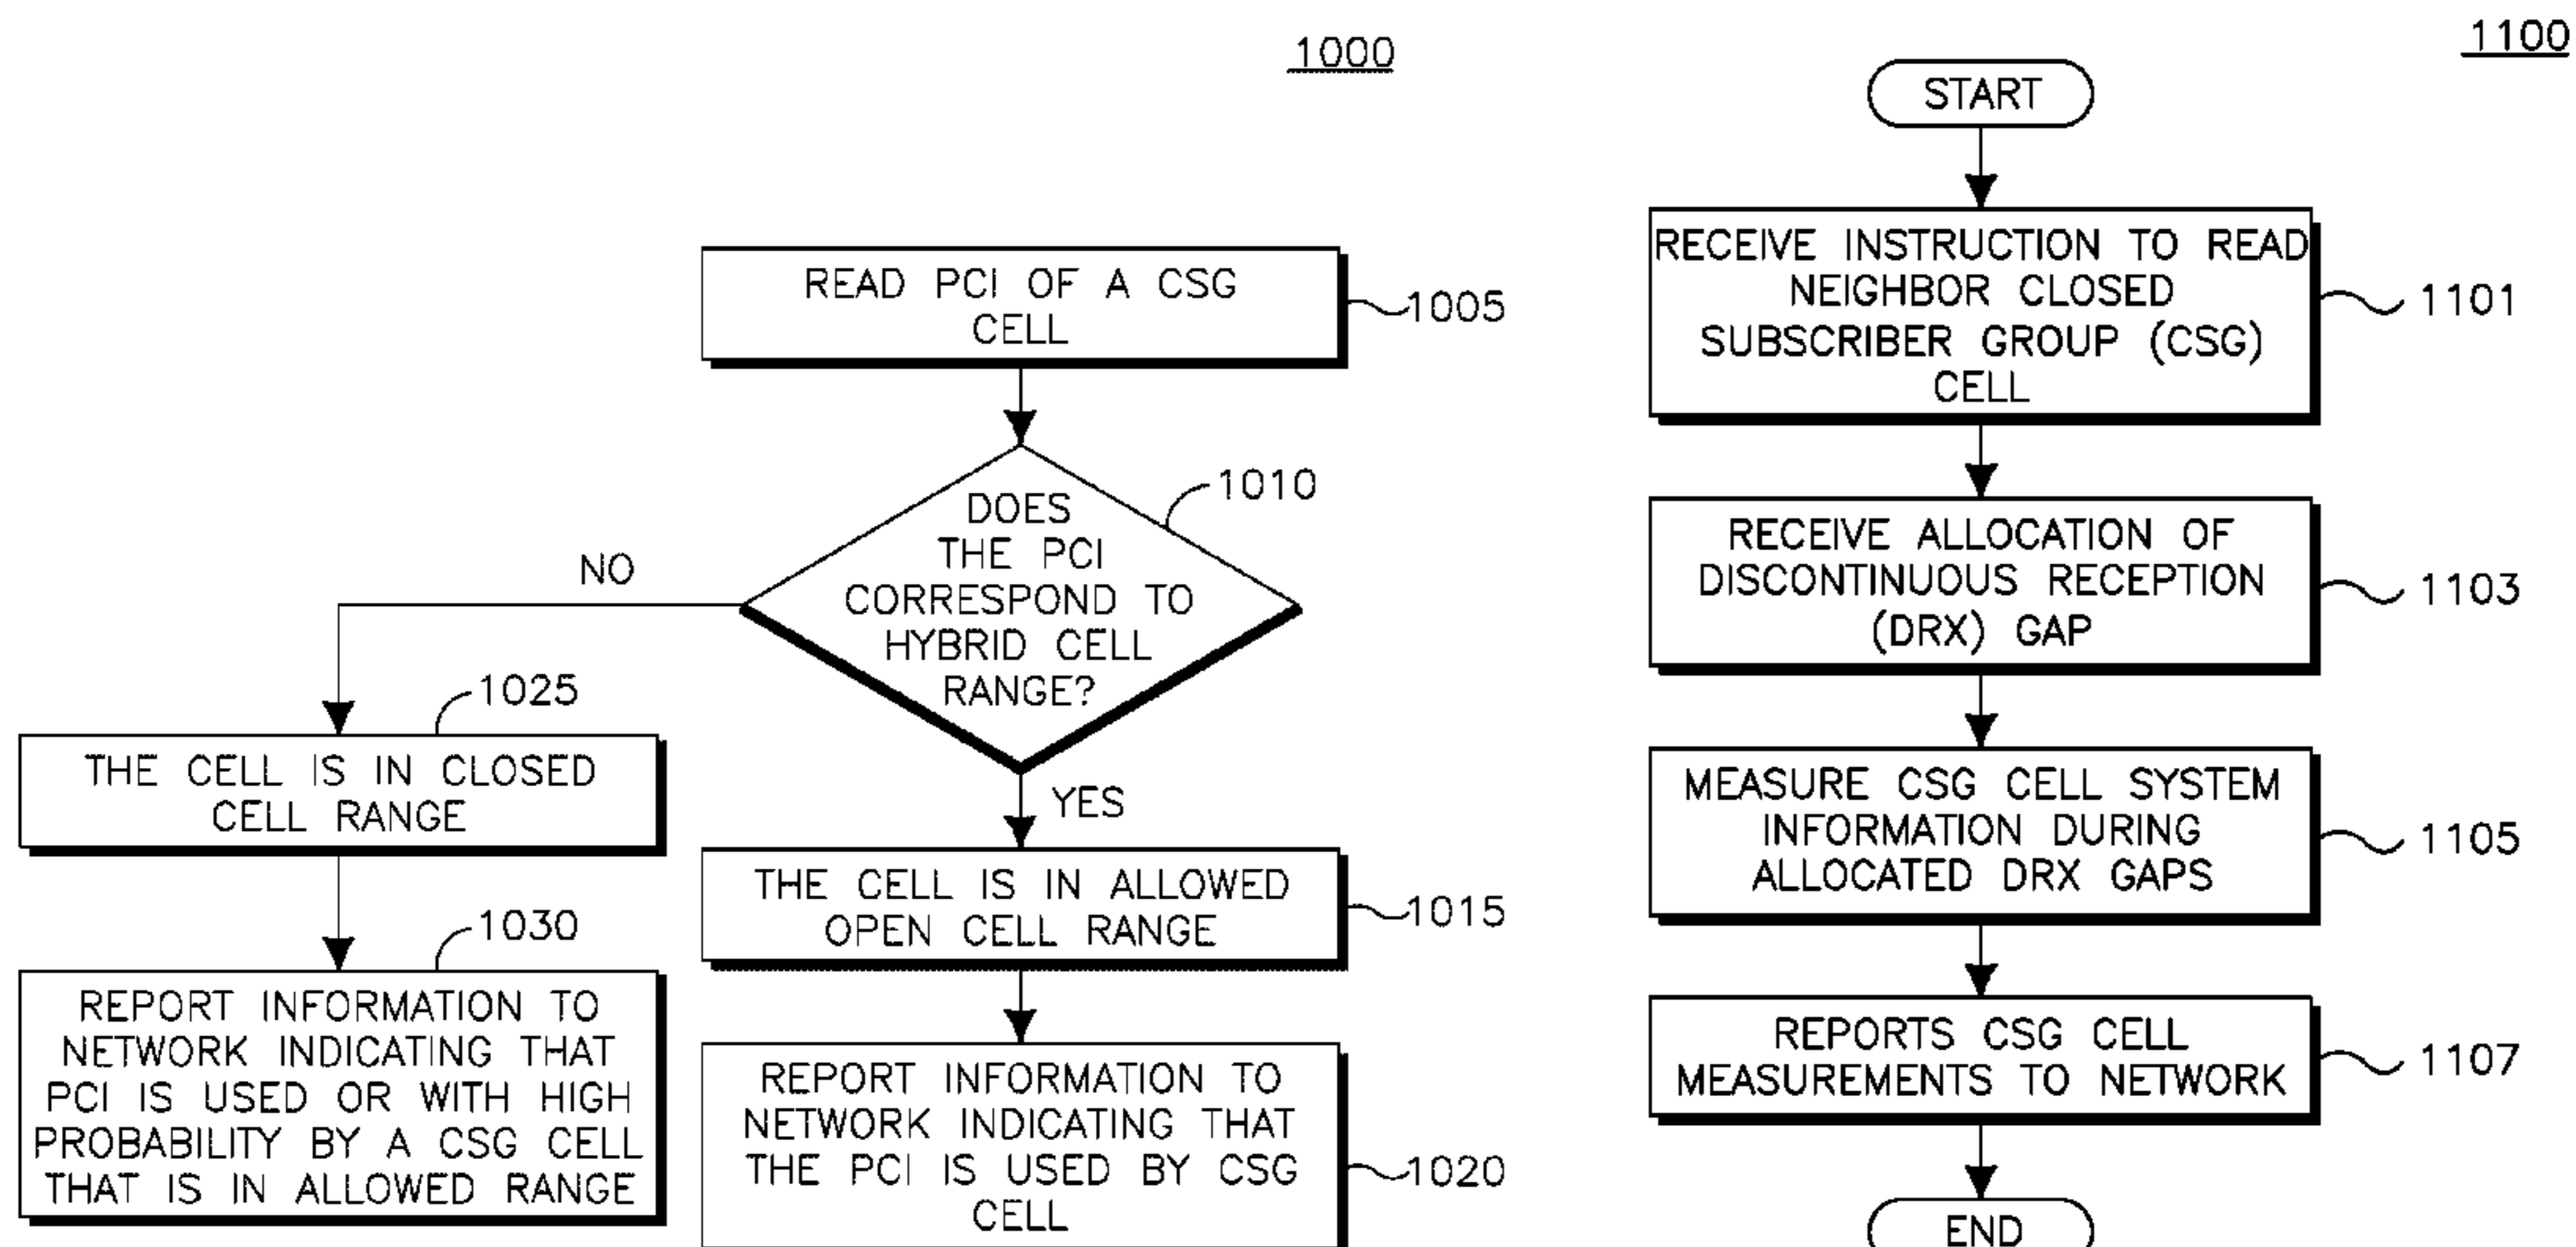 1000
READ PCI OF A CSG
CELL
1005
DOES
THE PCI
CORRESPOND TO
HYBRID CELL
RANGE?
1010
NO
YES
1025
THE CELL IS IN CLOSED
CELL RANGE
1030
REPORT INFORMATION TO
NETWORK INDICATING THAT
PCI IS USED OR WITH HIGH
PROBABILITY BY A CSG CELL
THAT IS IN ALLOWED RANGE
THE CELL IS IN ALLOWED
OPEN CELL RANGE
1015
REPORT INFORMATION TO
NETWORK INDICATING THAT
THE PCI IS USED BY CSG
CELL
1020
1100
START
RECEIVE INSTRUCTION TO READ
NEIGHBOR CLOSED
SUBSCRIBER GROUP (CSG)
CELL
1101
RECEIVE ALLOCATION OF
DISCONTINUOUS RECEPTION
(DRX) GAP
1103
MEASURE CSG CELL SYSTEM
INFORMATION DURING
ALLOCATED DRX GAPS
1105
REPORTS CSG CELL
MEASUREMENTS TO NETWORK
1107
END